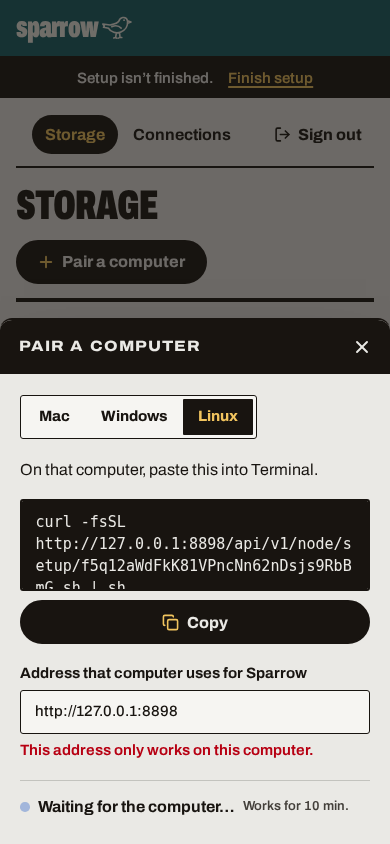 sparrow
Setup isn’t finished. Finish setup
Storage Connections Sign out
STORAGE
Pair a computer
PAIR A COMPUTER
Mac Windows Linux
On that computer, paste this into Terminal.
curl -fsSL
http://127.0.0.1:8898/api/v1/node/s
etup/f5q12aWdFkK81VPncNn62nDsjs9RbB
mG.sh | sh
Copy
Address that computer uses for Sparrow
http://127.0.0.1:8898
This address only works on this computer.
Waiting for the computer… Works for 10 min.